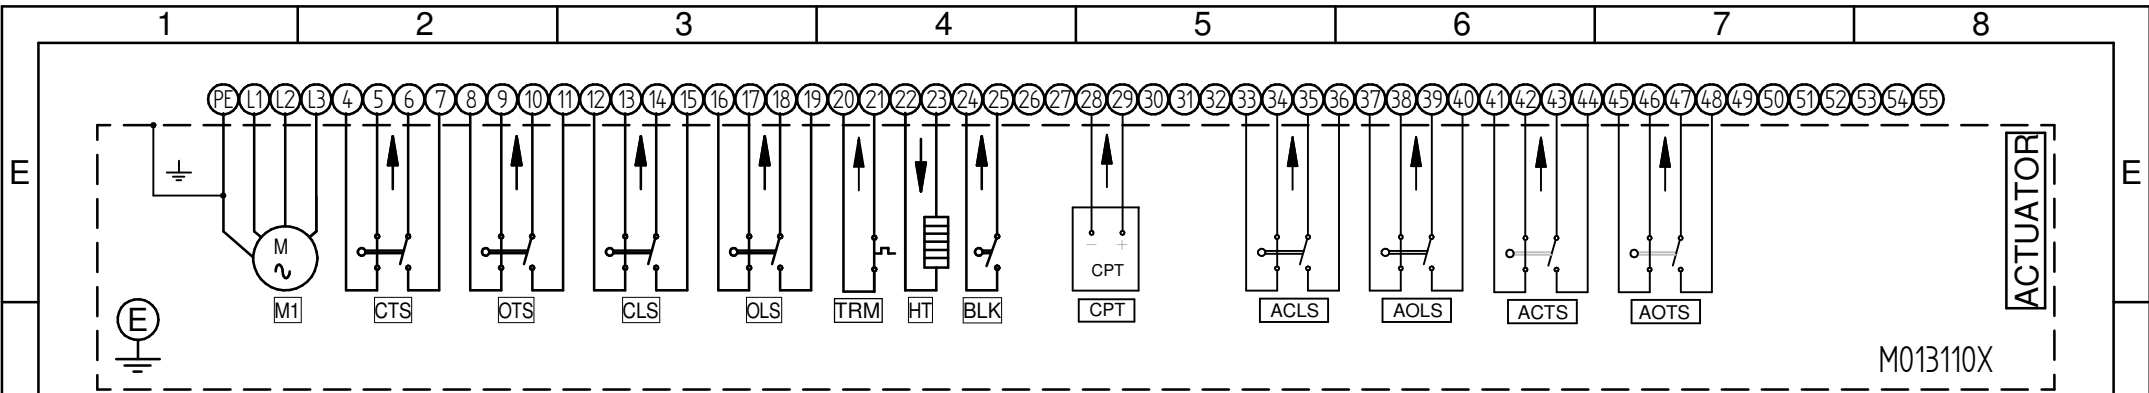 1 2 3 4 5 6 7 8
PE L1 L2 L3 4 5 6 7 8 9 10 11 12 13 14 15 16 17 18 19 20 21 22 23 24 25 26 27 28 29 30 31 32 33 34 35 36 37 38 39 40 41 42 43 44 45 46 47 48 49 50 51 52 53 54 55
E E
ACTUATOR
M
- +
CPT
M1 CTS OTS CLS OLS TRM HT BLK CPT ACLS AOLS ACTS AOTS
E
M013110X